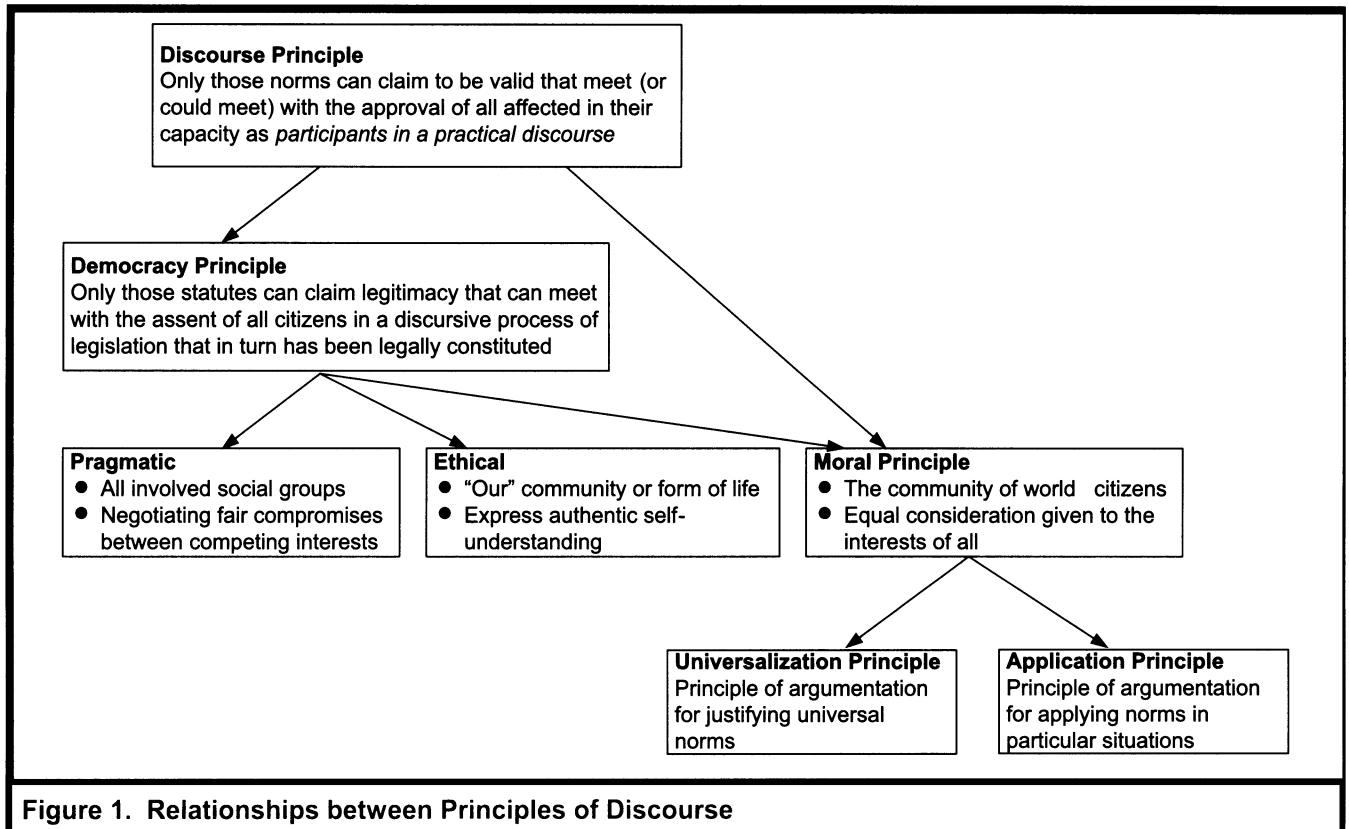 Discourse Principle
Only those norms can claim to be valid that meet (or
could meet) with the approval of all affected in their
capacity as participants in a practical discourse
Democracy Principle
Only those statutes can claim legitimacy that can meet
with the assent of all citizens in a discursive process of
legislation that in turn has been legally constituted
Pragmatic
● All involved social groups
● Negotiating fair compromises
between competing interests
Ethical
● “Our” community or form of life
● Express authentic self-
understanding
Moral Principle
● The community of world citizens
● Equal consideration given to the
interests of all
Universalization Principle
Principle of argumentation
for justifying universal
norms
Application Principle
Principle of argumentation
for applying norms in
particular situations
Figure 1. Relationships between Principles of Discourse